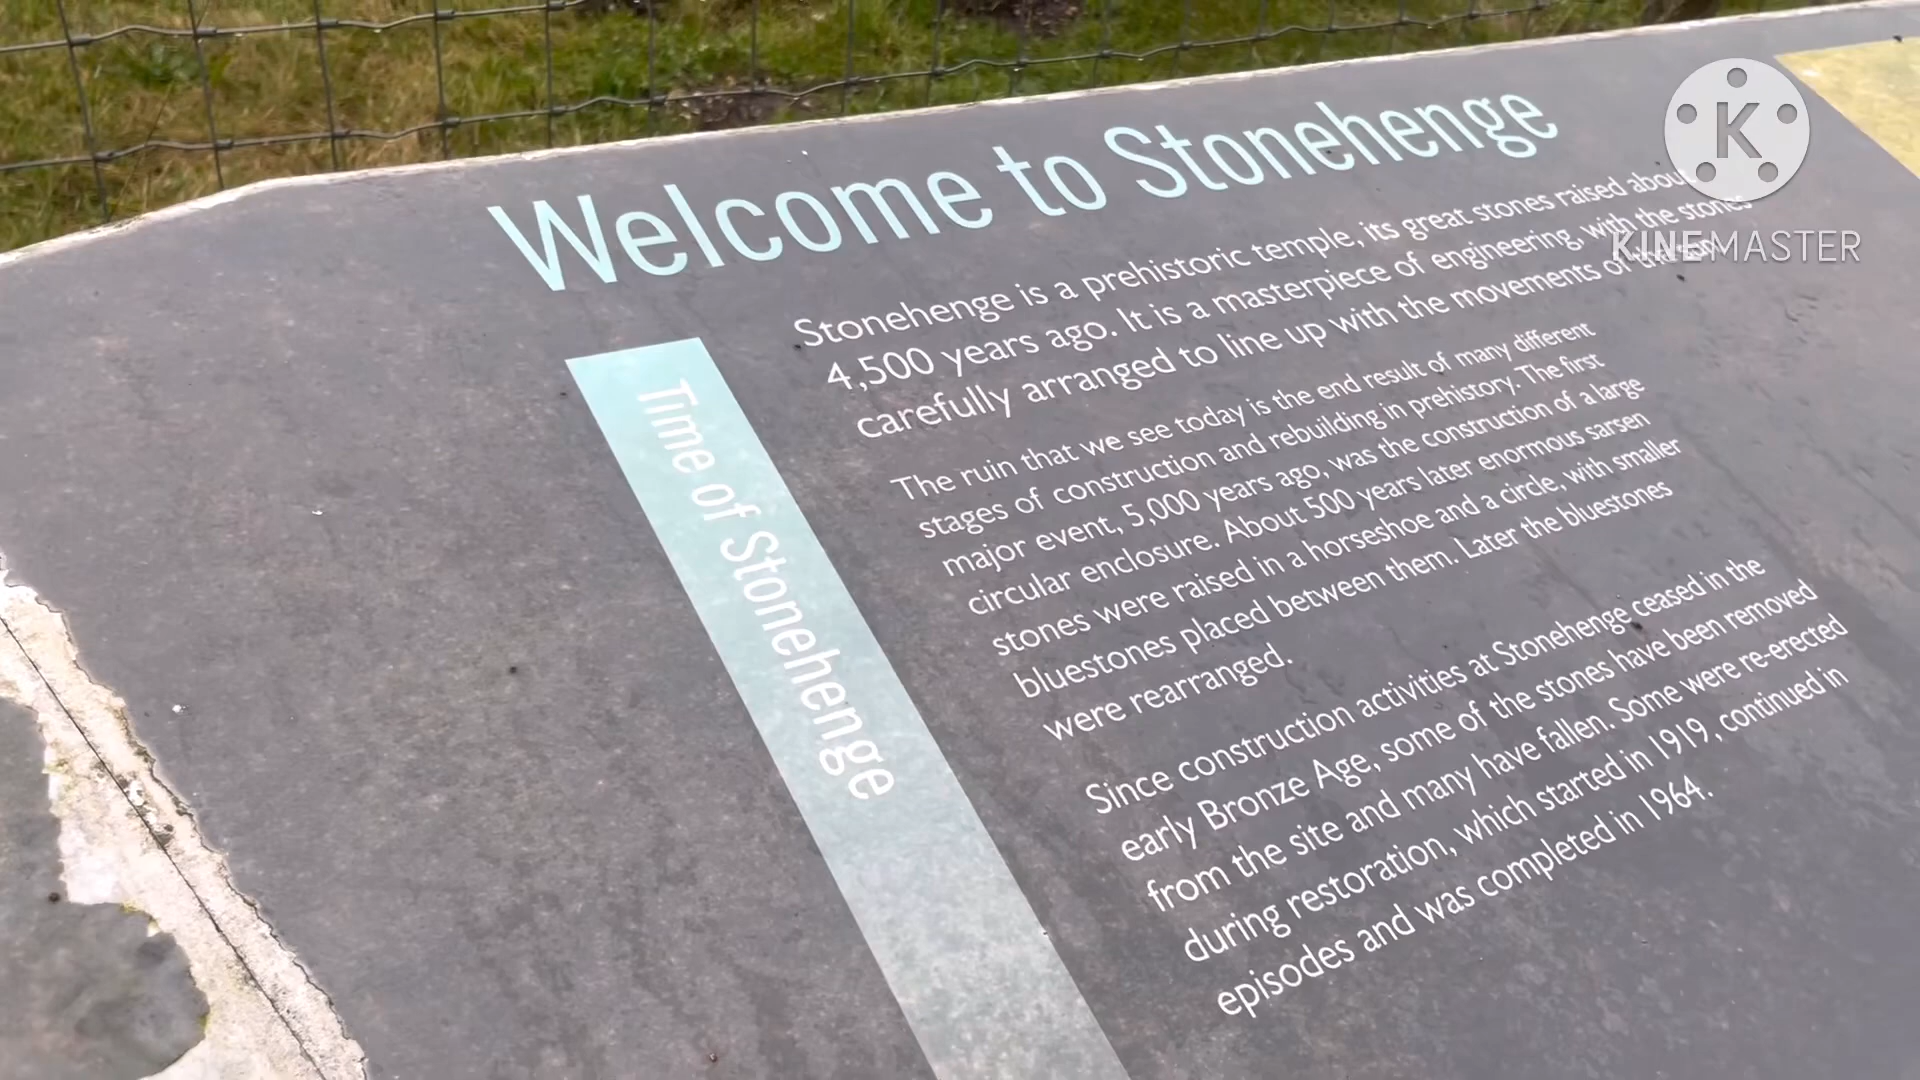 Welcome to Stonehenge
Stonehenge is a prehistoric temple, its great stones raised about
4,500 years ago. It is a masterpiece of engineering, with the stones
carefully arranged to line up with the movements of the sun.
The ruin that we see today is the end result of many different
stages of construction and rebuilding in prehistory. The first
major event, 5,000 years ago, was the construction of a large
circular enclosure. About 500 years later enormous sarsen
stones were raised in a horseshoe and a circle, with smaller
bluestones placed between them. Later the bluestones
were rearranged.
Since construction activities at Stonehenge ceased in the
early Bronze Age, some of the stones have been removed
from the site and many have fallen. Some were re-erected
during restoration, which started in 1919, continued in
episodes and was completed in 1964.
Time of Stonehenge
K
KINEMASTER